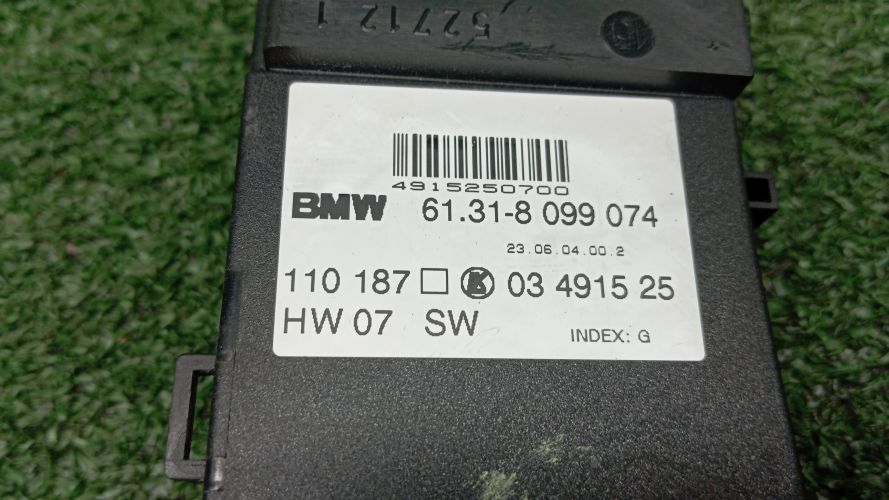 52712 1
4915250700
BMW 61.31-8 099 074
23.06.04.00.2
110 187 □ K 03 4915 25
HW 07 SW
INDEX: G